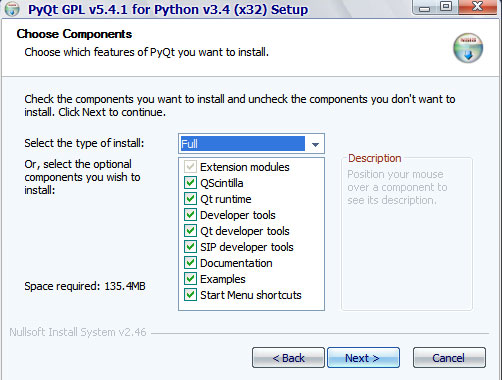 PyQt GPL v5.4.1 for Python v3.4 (x32) Setup
Choose Components
Choose which features of PyQt you want to install.
Check the components you want to install and uncheck the components you don't want to
install. Click Next to continue.
Select the type of install:
Full
Or, select the optional
components you wish to
install:
Extension modules
QScintilla
Qt runtime
Developer tools
Qt developer tools
SIP developer tools
Documentation
Examples
Start Menu shortcuts
Description
Position your mouse
over a component to
see its description.
Space required: 135.4MB
Nullsoft Install System v2.46
< Back
Next >
Cancel